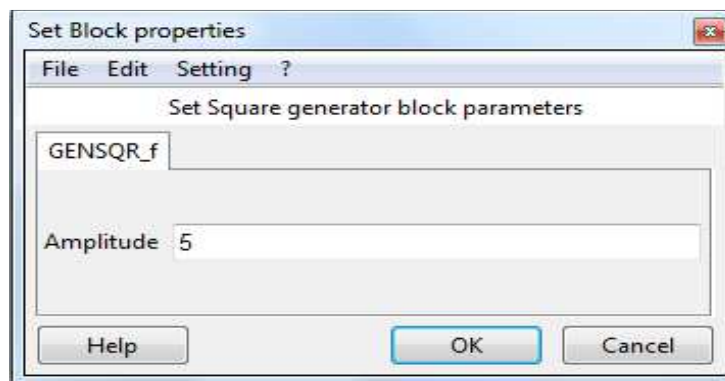 Set Block properties
File Edit Setting ?
Set Square generator block parameters
GENSQR_f
Amplitude 5
Help OK Cancel